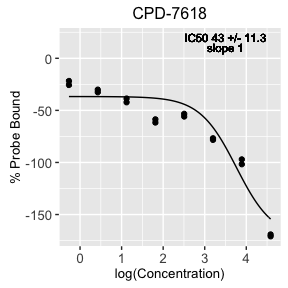 CPD-7618
IC50 43 +/- 11.3
slope 1
0
-50
-100
-150
% Probe Bound
0 1 2 3 4
log(Concentration)